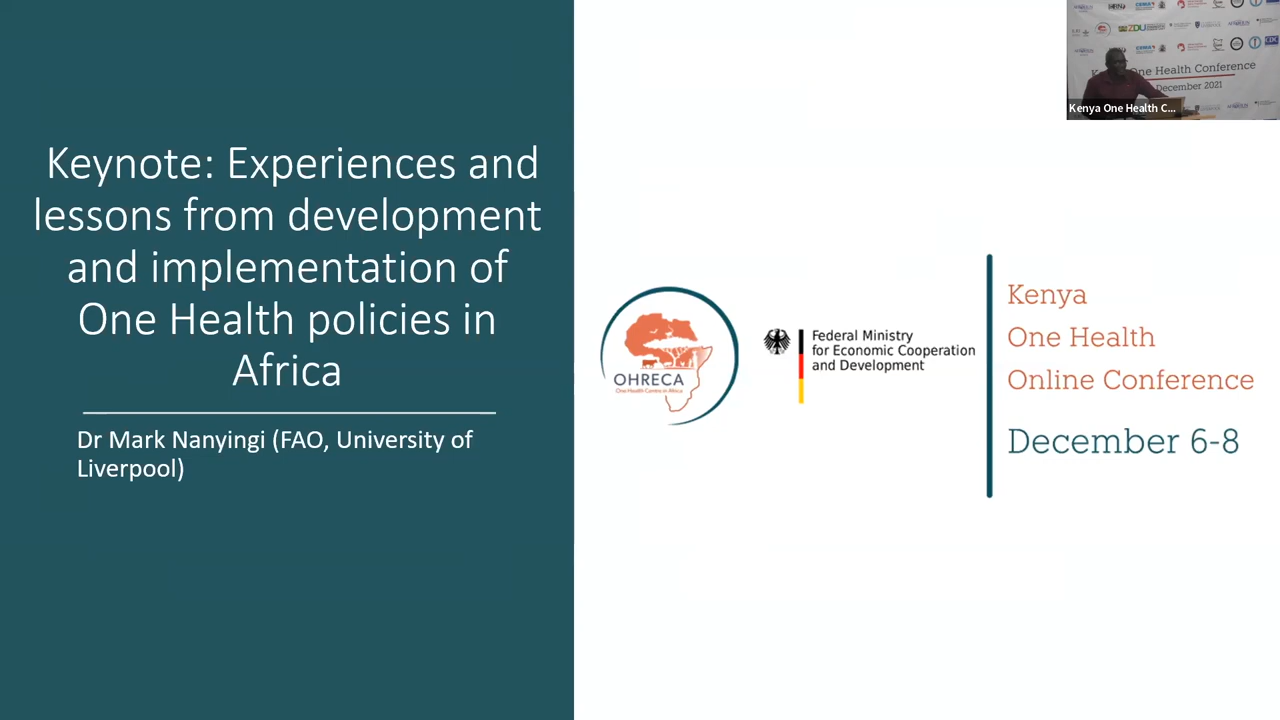 Keynote: Experiences and
lessons from development
and implementation of
One Health policies in
Africa
Dr Mark Nanyingi (FAO, University of
Liverpool)
OHRECA
One Health Centre in Africa
Federal Ministry
for Economic Cooperation
and Development
Kenya
One Health
Online Conference
December 6-8
One Health Conference
December 2021
Kenya One Health C...